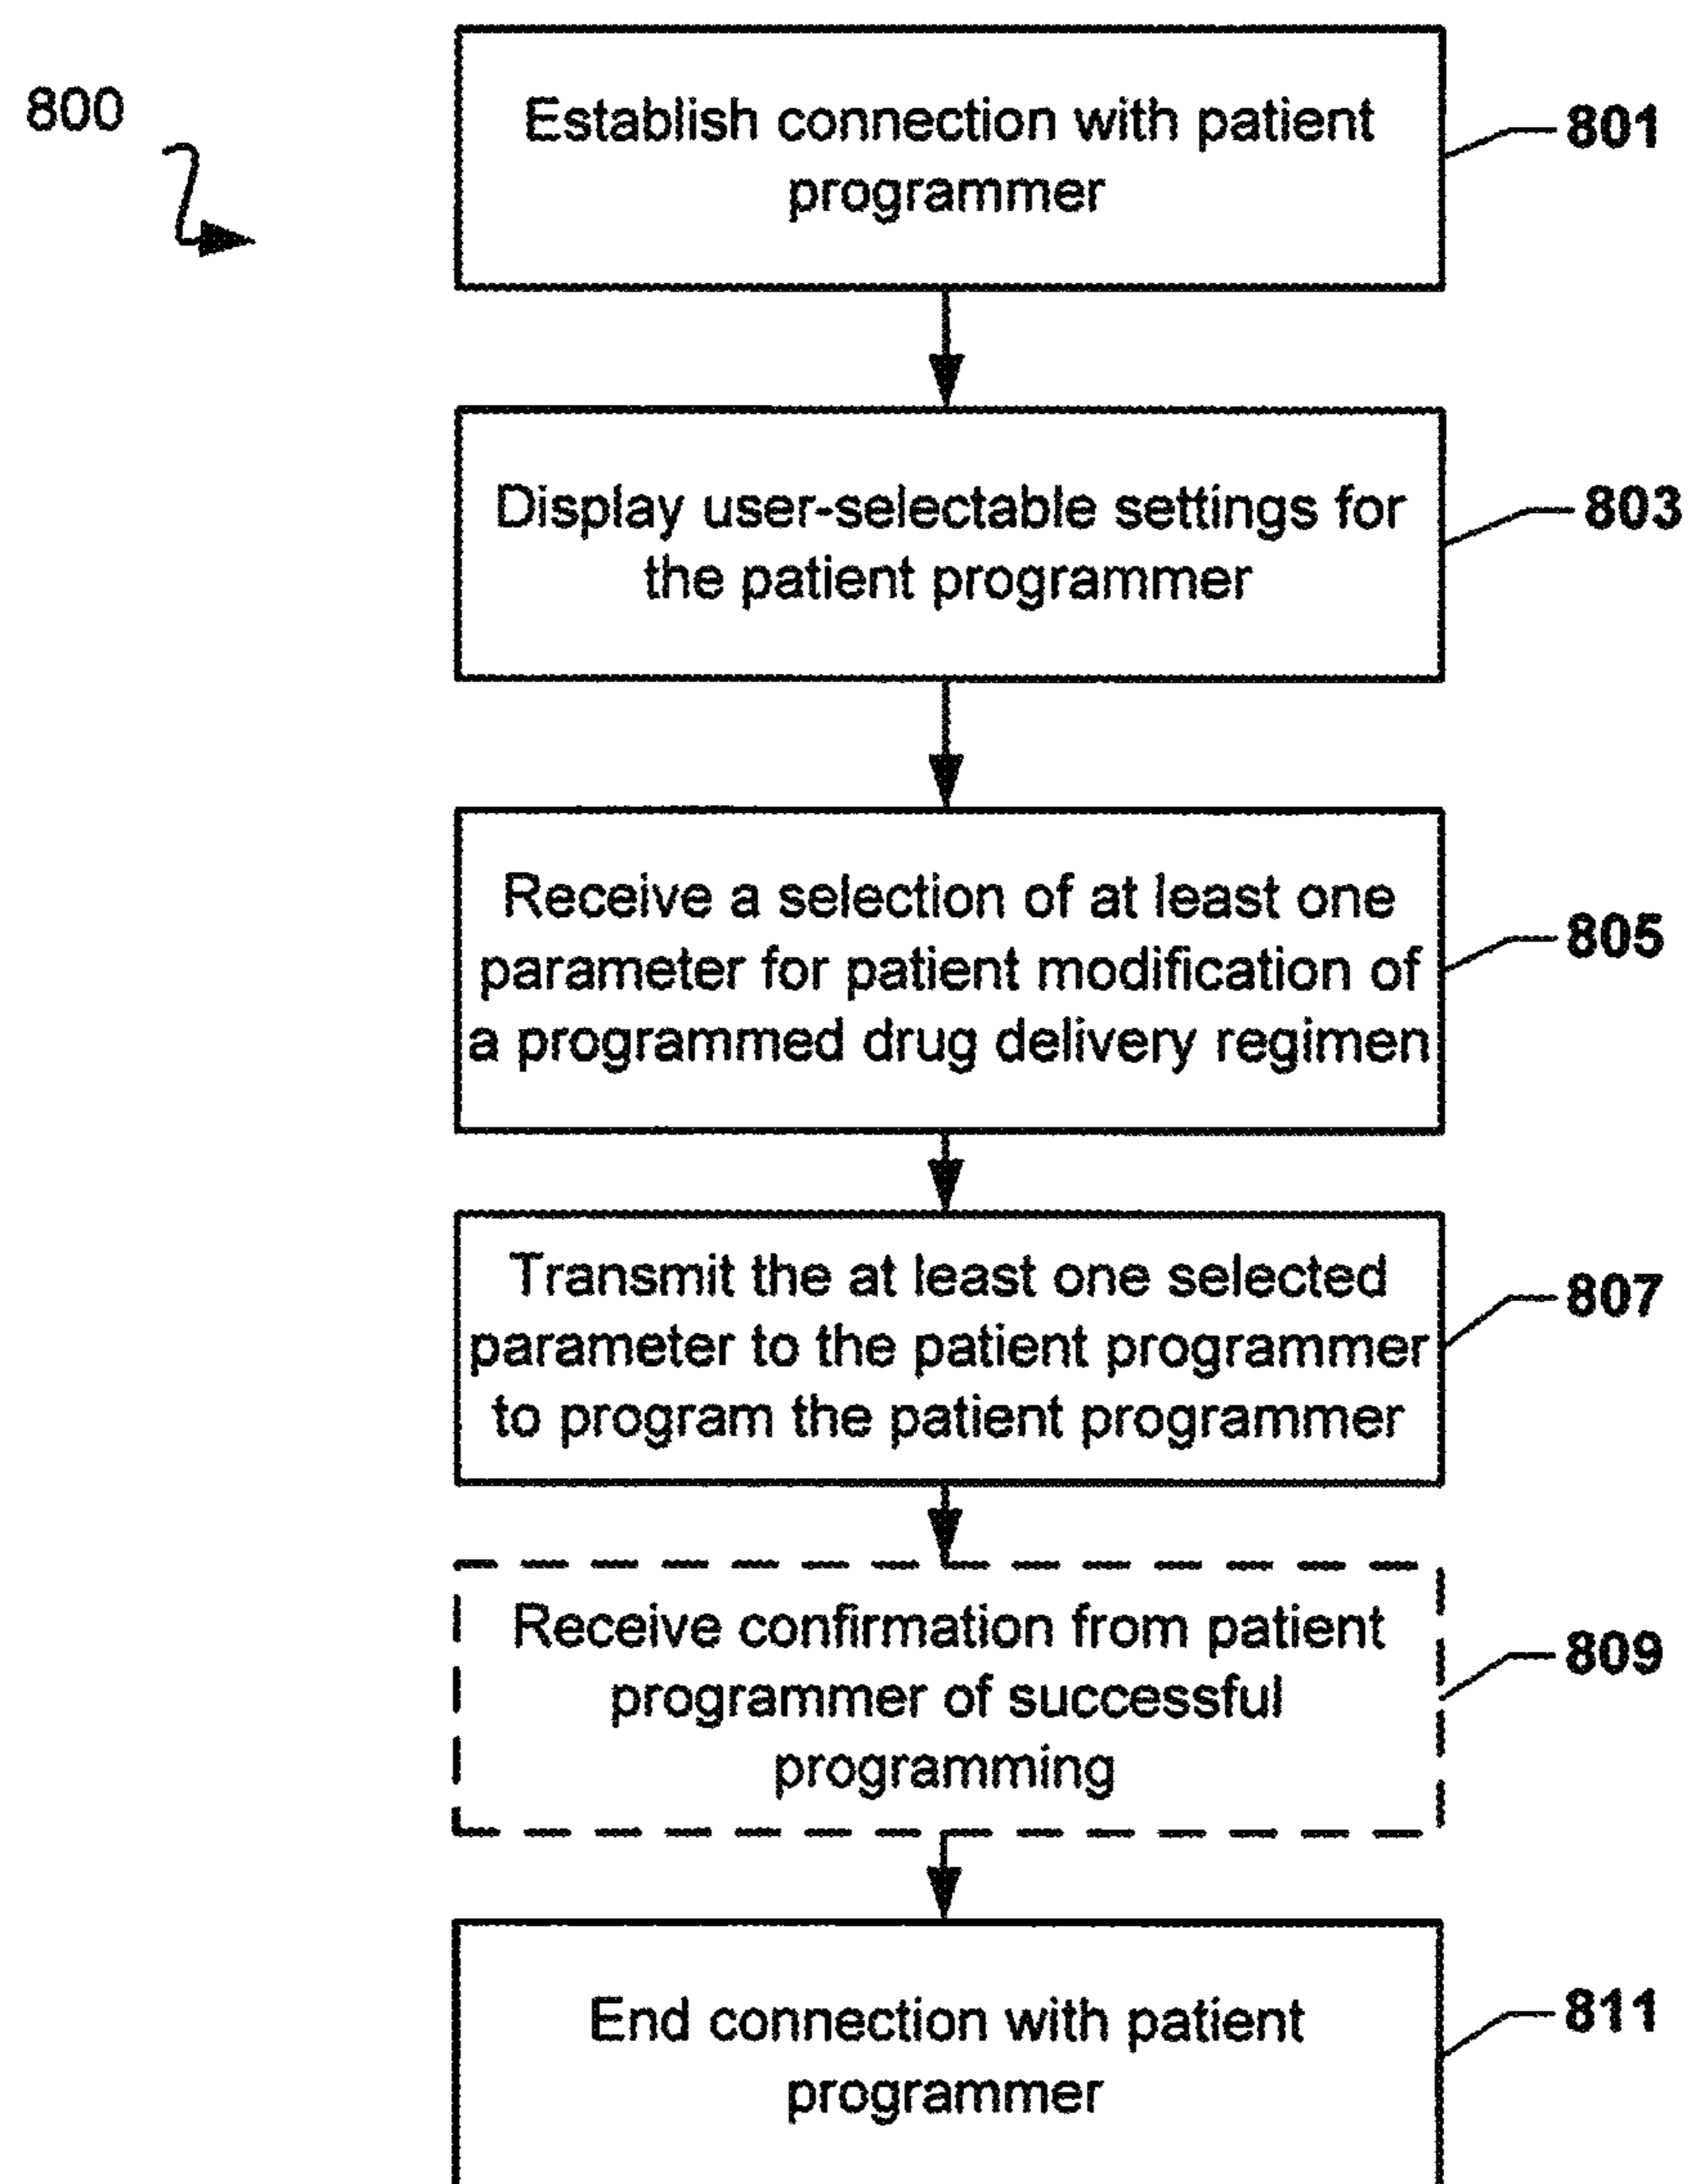 800
Establish connection with patient
programmer
801
Display user-selectable settings for
the patient programmer
803
Receive a selection of at least one
parameter for patient modification of
a programmed drug delivery regimen
805
Transmit the at least one selected
parameter to the patient programmer
to program the patient programmer
807
Receive confirmation from patient
programmer of successful
programming
809
End connection with patient
programmer
811